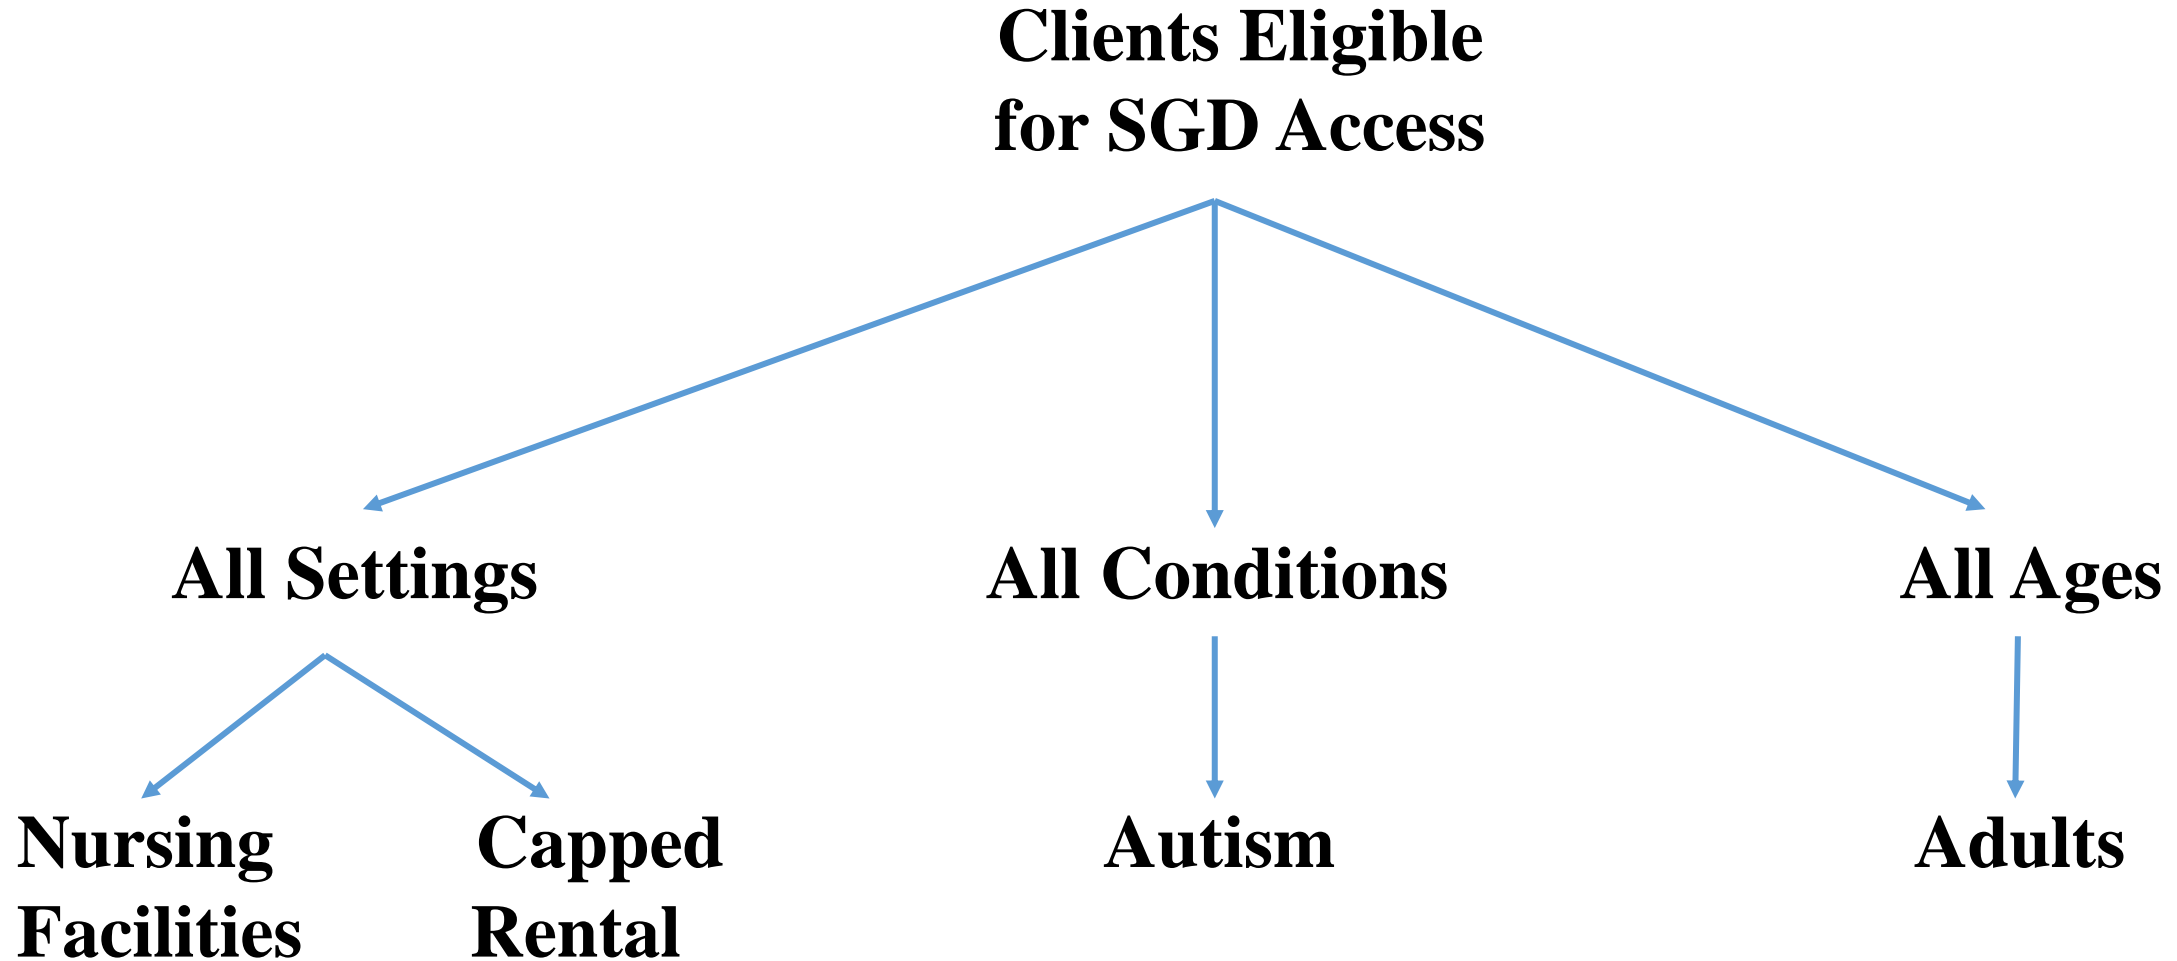 Clients Eligible
for SGD Access
All Settings
All Conditions
All Ages
Nursing
Facilities
Capped
Rental
Autism
Adults